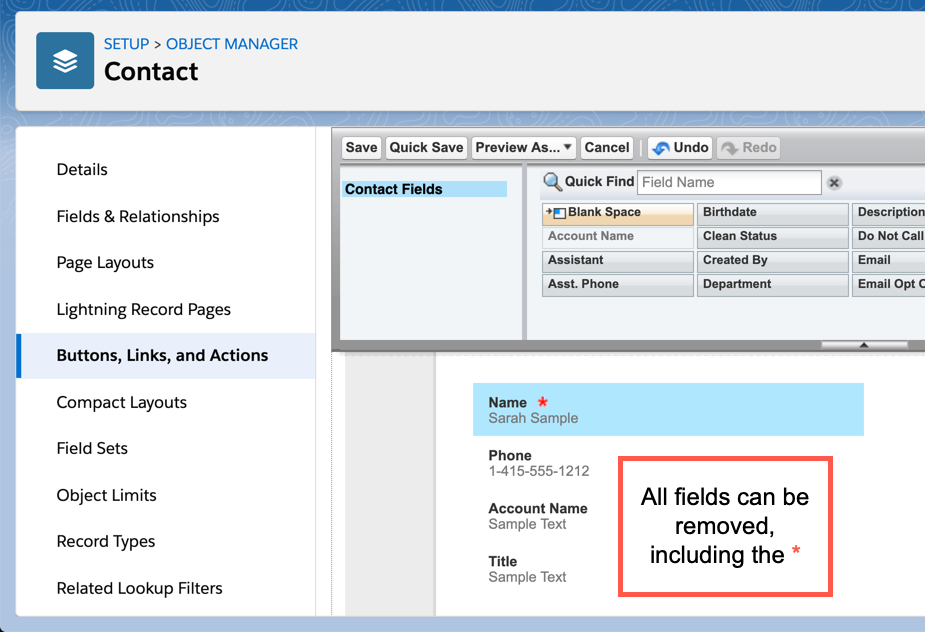 SETUP > OBJECT MANAGER
Contact
Details
Fields & Relationships
Page Layouts
Lightning Record Pages
Buttons, Links, and Actions
Compact Layouts
Field Sets
Object Limits
Record Types
Related Lookup Filters
Save Quick Save Preview As... Cancel Undo Redo
Contact Fields
Quick Find Field Name
Blank Space Birthdate Description
Account Name Clean Status Do Not Call
Assistant Created By Email
Asst. Phone Department Email Opt
Name *
Sarah Sample
Phone
1-415-555-1212
Account Name
Sample Text
Title
Sample Text
All fields can be
removed,
including the *